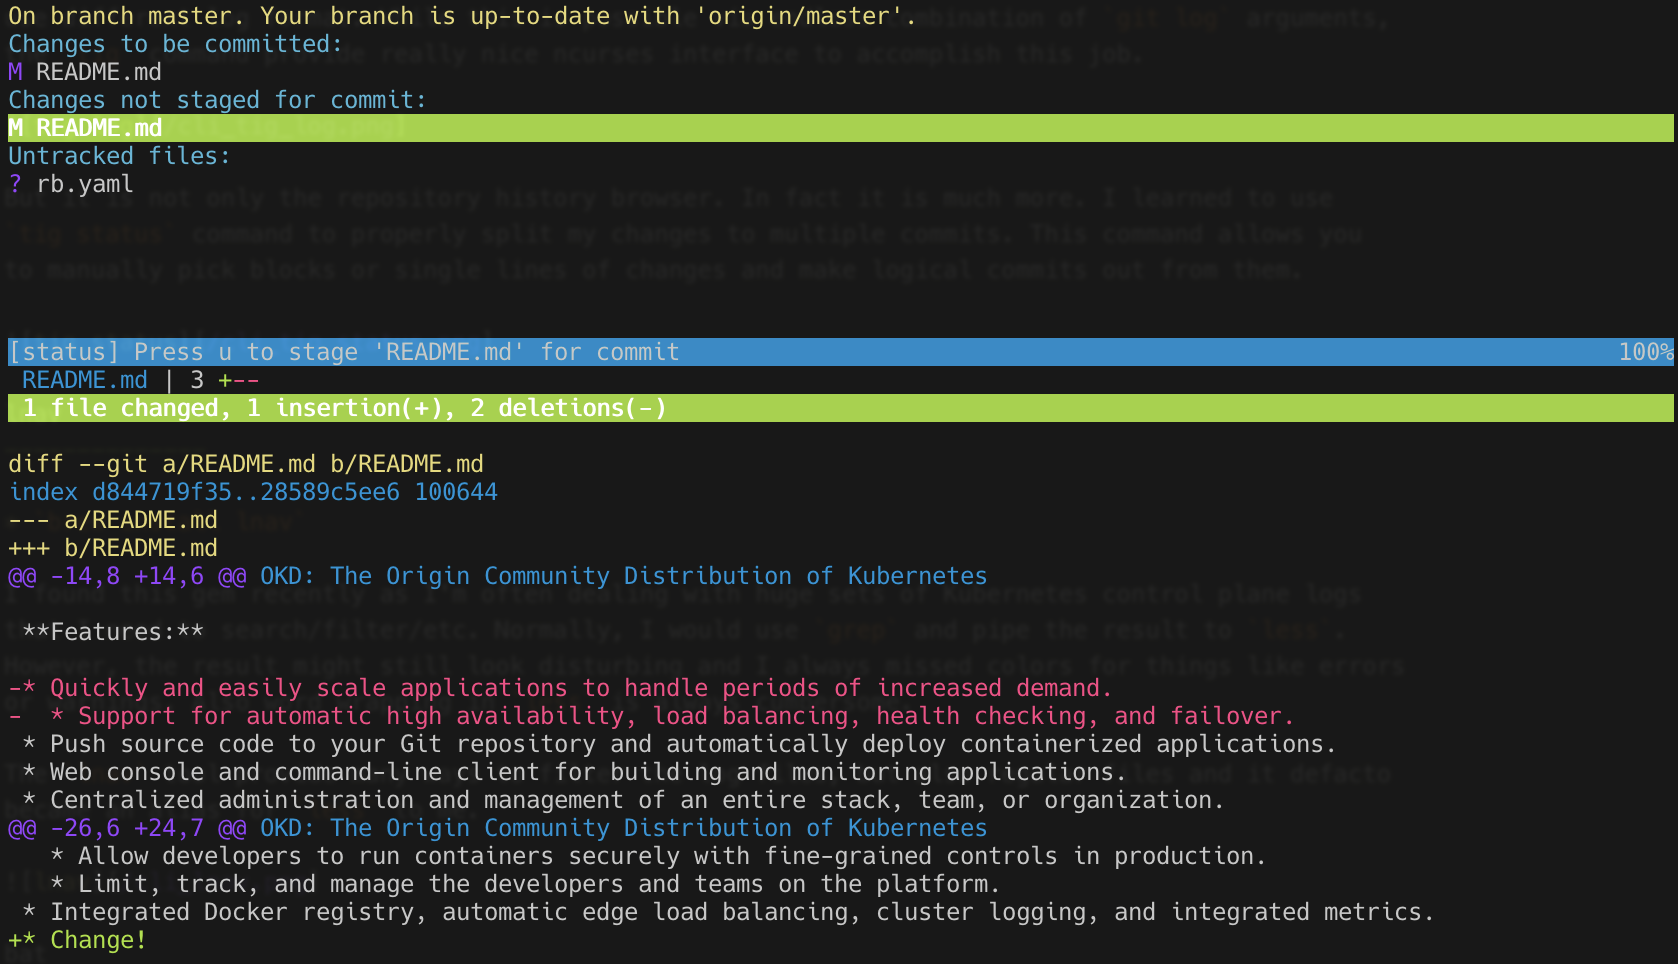 On branch master. Your branch is up-to-date with 'origin/master'.
Changes to be committed:
M README.md
Changes not staged for commit:
M README.md
Untracked files:
? rb.yaml
[status] Press u to stage 'README.md' for commit 100%
README.md | 3 +--
1 file changed, 1 insertion(+), 2 deletions(-)
diff --git a/README.md b/README.md
index d844719f35..28589c5ee6 100644
--- a/README.md
+++ b/README.md
@@ -14,8 +14,6 @@ OKD: The Origin Community Distribution of Kubernetes
**Features:**
-* Quickly and easily scale applications to handle periods of increased demand.
-  * Support for automatic high availability, load balancing, health checking, and failover.
* Push source code to your Git repository and automatically deploy containerized applications.
* Web console and command-line client for building and monitoring applications.
* Centralized administration and management of an entire stack, team, or organization.
@@ -26,6 +24,7 @@ OKD: The Origin Community Distribution of Kubernetes
* Allow developers to run containers securely with fine-grained controls in production.
* Limit, track, and manage the developers and teams on the platform.
* Integrated Docker registry, automatic edge load balancing, cluster logging, and integrated metrics.
+* Change!